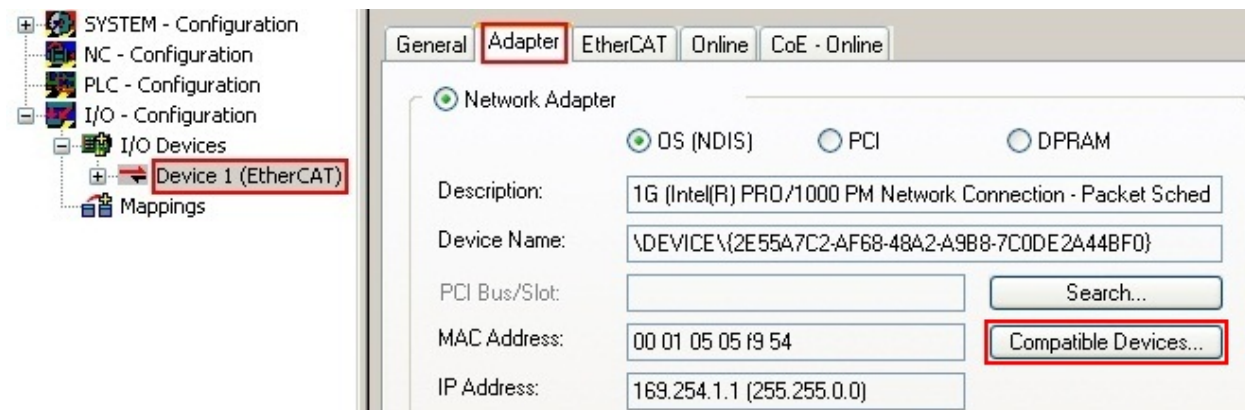 SYSTEM - Configuration
NC - Configuration
PLC - Configuration
I/O - Configuration
I/O Devices
Device 1 (EtherCAT)
Mappings
General Adapter EtherCAT Online CoE - Online
Network Adapter
OS (NDIS) PCI DPRAM
Description: 1G (Intel(R) PRO/1000 PM Network Connection - Packet Sched
Device Name: \DEVICE\{2E55A7C2-AF68-48A2-A9B8-7C0DE2A44BF0}
PCI Bus/Slot: Search...
MAC Address: 00 01 05 05 f9 54 Compatible Devices...
IP Address: 169.254.1.1 (255.255.0.0)